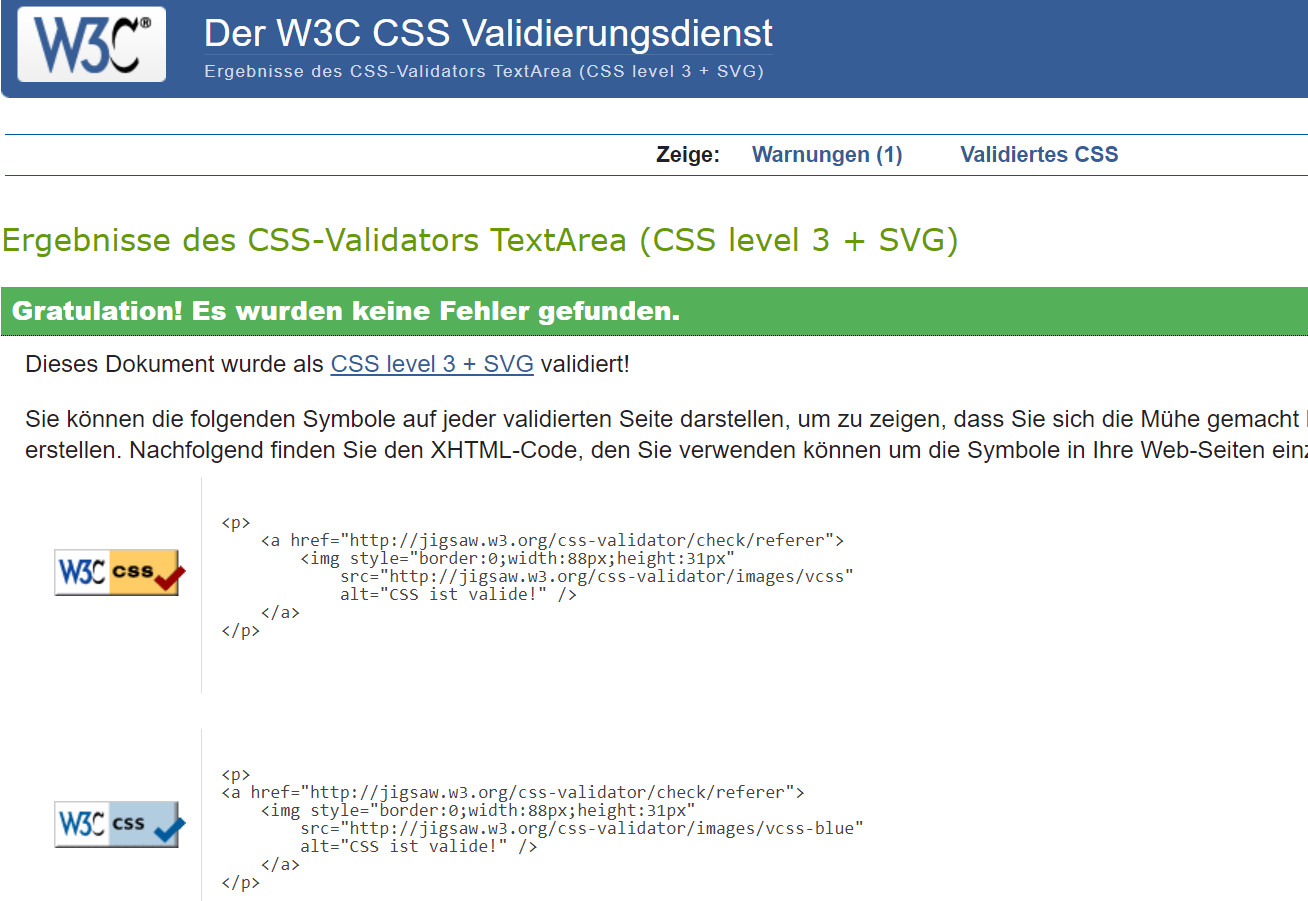 W3C®
Der W3C CSS Validierungsdienst
Ergebnisse des CSS-Validators TextArea (CSS level 3 + SVG)
Zeige: Warnungen (1) Validiertes CSS
Ergebnisse des CSS-Validators TextArea (CSS level 3 + SVG)
Gratulation! Es wurden keine Fehler gefunden.
Dieses Dokument wurde als CSS level 3 + SVG validiert!
Sie können die folgenden Symbole auf jeder validierten Seite darstellen, um zu zeigen, dass Sie sich die Mühe gemacht
erstellen. Nachfolgend finden Sie den XHTML-Code, den Sie verwenden können um die Symbole in Ihre Web-Seiten
W3C css
<p>
<a href="http://jigsaw.w3.org/css-validator/check/referer">
<img style="border:0;width:88px;height:31px"
src="http://jigsaw.w3.org/css-validator/images/vcss"
alt="CSS ist valide!" />
</a>
</p>
W3C css
<p>
<a href="http://jigsaw.w3.org/css-validator/check/referer">
<img style="border:0;width:88px;height:31px"
src="http://jigsaw.w3.org/css-validator/images/vcss-blue"
alt="CSS ist valide!" />
</a>
</p>